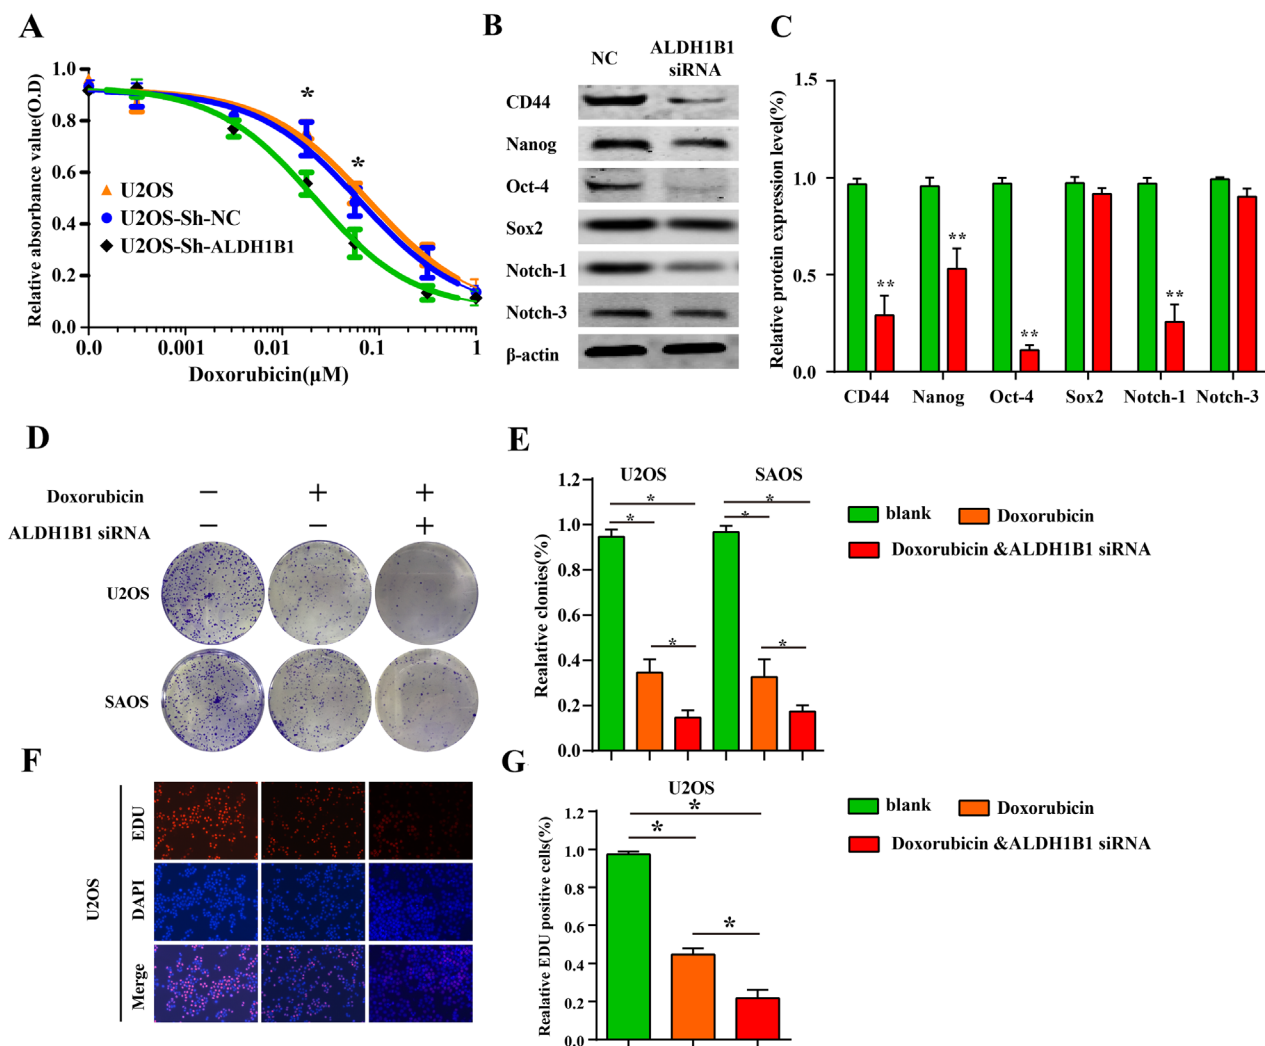 A
Relative absorbance value(O.D)
1.0
0.8
0.6
0.4
0.2
0.0
*
*
U2OS
U2OS-Sh-NC
U2OS-Sh-ALDH1B1
0.0
0.001
0.01
0.1
1
Doxorubicin(μM)
B
NC
ALDH1B1
siRNA
CD44
Nanog
Oct-4
Sox2
Notch-1
Notch-3
β-actin
C
Relative protein expression level(%)
1.5
1.0
0.5
0.0
**
**
**
**
CD44
Nanog
Oct-4
Sox2
Notch-1
Notch-3
D
Doxorubicin
— + +
ALDH1B1 siRNA
— — +
U2OS
SAOS
E
Realative clonies(%)
1.2
1.0
0.8
0.6
0.4
0.2
0.0
U2OS
SAOS
*
*
*
*
*
*
blank
Doxorubicin
Doxorubicin &ALDH1B1 siRNA
F
U2OS
EDU
DAPI
Merge
G
U2OS
Realative EDU positive cells(%)
1.2
1.0
0.8
0.6
0.4
0.2
0.0
*
*
*
blank
Doxorubicin
Doxorubicin &ALDH1B1 siRNA